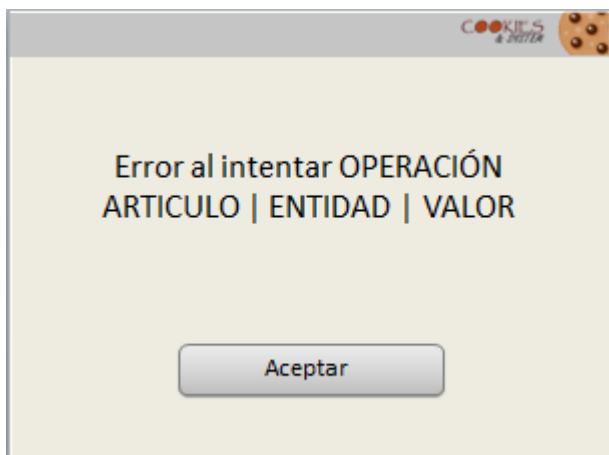 COOKIES
&
Error al intentar OPERACIÓN
ARTICULO | ENTIDAD | VALOR
Aceptar